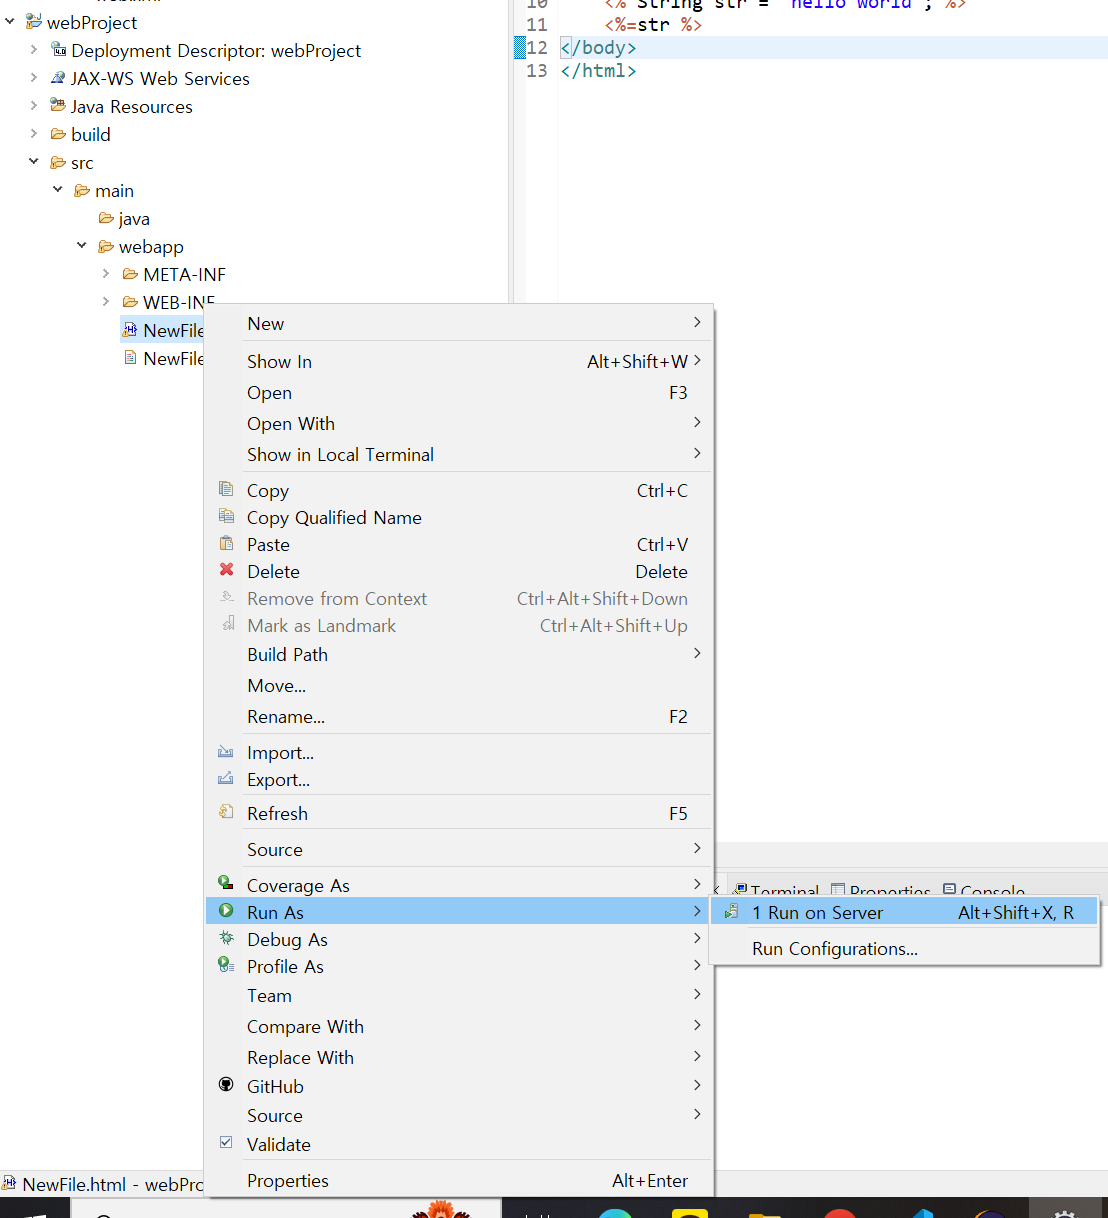 webProject
Deployment Descriptor: webProject
JAX-WS Web Services
Java Resources
build
src
main
java
webapp
META-INF
WEB-INF
NewFile
NewFile
10 <% String str = "hello world"; %>
11 <%=str %>
12 </body>
13 </html>
New
Show In Alt+Shift+W
Open F3
Open With
Show in Local Terminal
Copy Ctrl+C
Copy Qualified Name
Paste Ctrl+V
Delete Delete
Remove from Context Ctrl+Alt+Shift+Down
Mark as Landmark Ctrl+Alt+Shift+Up
Build Path
Move...
Rename... F2
Import...
Export...
Refresh F5
Source
Coverage As
Run As
Debug As
Profile As
Team
Compare With
Replace With
GitHub
Source
Validate
Properties Alt+Enter
Terminal Properties Console
1 Run on Server Alt+Shift+X, R
Run Configurations...
NewFile.html - webPro